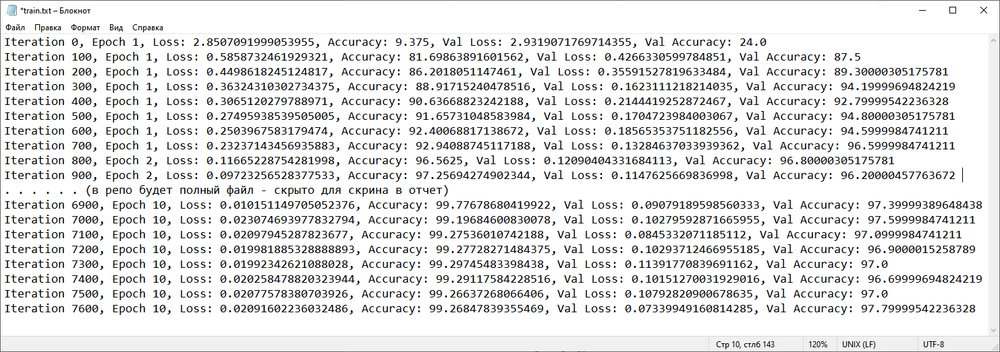 *train.txt – Блокнот
Файл Правка Формат Вид Справка
Iteration 0, Epoch 1, Loss: 2.8507091999053955, Accuracy: 9.375, Val Loss: 2.9319071769714355, Val Accuracy: 24.0
Iteration 100, Epoch 1, Loss: 0.5858732461929321, Accuracy: 81.69863891601562, Val Loss: 0.4266330599784851, Val Accuracy: 87.5
Iteration 200, Epoch 1, Loss: 0.4498618245124817, Accuracy: 86.2018051147461, Val Loss: 0.35591527819633484, Val Accuracy: 89.30000305175781
Iteration 300, Epoch 1, Loss: 0.36324310302734375, Accuracy: 88.91715240478516, Val Loss: 0.1623111218214035, Val Accuracy: 94.19999694824219
Iteration 400, Epoch 1, Loss: 0.3065120279788971, Accuracy: 90.63668823242188, Val Loss: 0.2144419252872467, Val Accuracy: 92.79999542236328
Iteration 500, Epoch 1, Loss: 0.27495938539505005, Accuracy: 91.65731048583984, Val Loss: 0.1704723984003067, Val Accuracy: 94.80000305175781
Iteration 600, Epoch 1, Loss: 0.2503967583179474, Accuracy: 92.40068817138672, Val Loss: 0.18565353751182556, Val Accuracy: 94.5999984741211
Iteration 700, Epoch 1, Loss: 0.23237143456935883, Accuracy: 92.94088745117188, Val Loss: 0.13284637033939362, Val Accuracy: 96.5999984741211
Iteration 800, Epoch 2, Loss: 0.11665228754281998, Accuracy: 96.5625, Val Loss: 0.12090404331684113, Val Accuracy: 96.80000305175781
Iteration 900, Epoch 2, Loss: 0.09723256528377533, Accuracy: 97.25694274902344, Val Loss: 0.1147625669836998, Val Accuracy: 96.20000457763672
. . . . . . (в репо будет полный файл - скрыто для скрина в отчет)
Iteration 6900, Epoch 10, Loss: 0.010151149705052376, Accuracy: 99.77678680419922, Val Loss: 0.09079189598560333, Val Accuracy: 97.39999389648438
Iteration 7000, Epoch 10, Loss: 0.023074693977832794, Accuracy: 99.19684600830078, Val Loss: 0.10279592871665955, Val Accuracy: 97.5999984741211
Iteration 7100, Epoch 10, Loss: 0.02097945287823677, Accuracy: 99.27536010742188, Val Loss: 0.0845332071185112, Val Accuracy: 97.0999984741211
Iteration 7200, Epoch 10, Loss: 0.019981885328888893, Accuracy: 99.27728271484375, Val Loss: 0.10293712466955185, Val Accuracy: 96.9000015258789
Iteration 7300, Epoch 10, Loss: 0.01992342621088028, Accuracy: 99.29745483398438, Val Loss: 0.11391770839691162, Val Accuracy: 97.0
Iteration 7400, Epoch 10, Loss: 0.020258478820323944, Accuracy: 99.29117584228516, Val Loss: 0.10151270031929016, Val Accuracy: 96.69999694824219
Iteration 7500, Epoch 10, Loss: 0.02077578380703926, Accuracy: 99.26637268066406, Val Loss: 0.10792820900678635, Val Accuracy: 97.0
Iteration 7600, Epoch 10, Loss: 0.02091602236032486, Accuracy: 99.26847839355469, Val Loss: 0.07339949160814285, Val Accuracy: 97.79999542236328
Стр 10, стлб 143 120% UNIX (LF) UTF-8